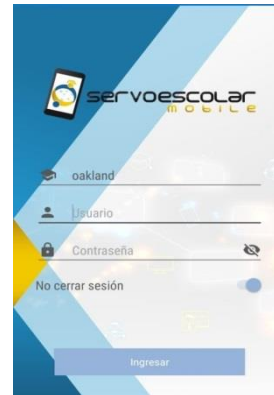 servoescolar
MOBILE
oakland
Usuario
Contraseña
No cerrar sesión
Ingresar